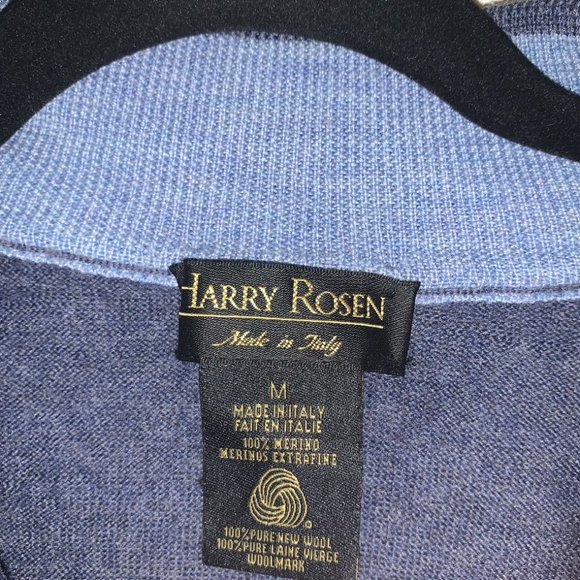 HARRY ROSEN
Made in Italy
M
MADE IN ITALY
FAIT EN ITALIE
100% MERINO
MERINOS EXTRAFINE
100% PURE NEW WOOL
100% PURE LAINE VIERGE
WOOLMARK